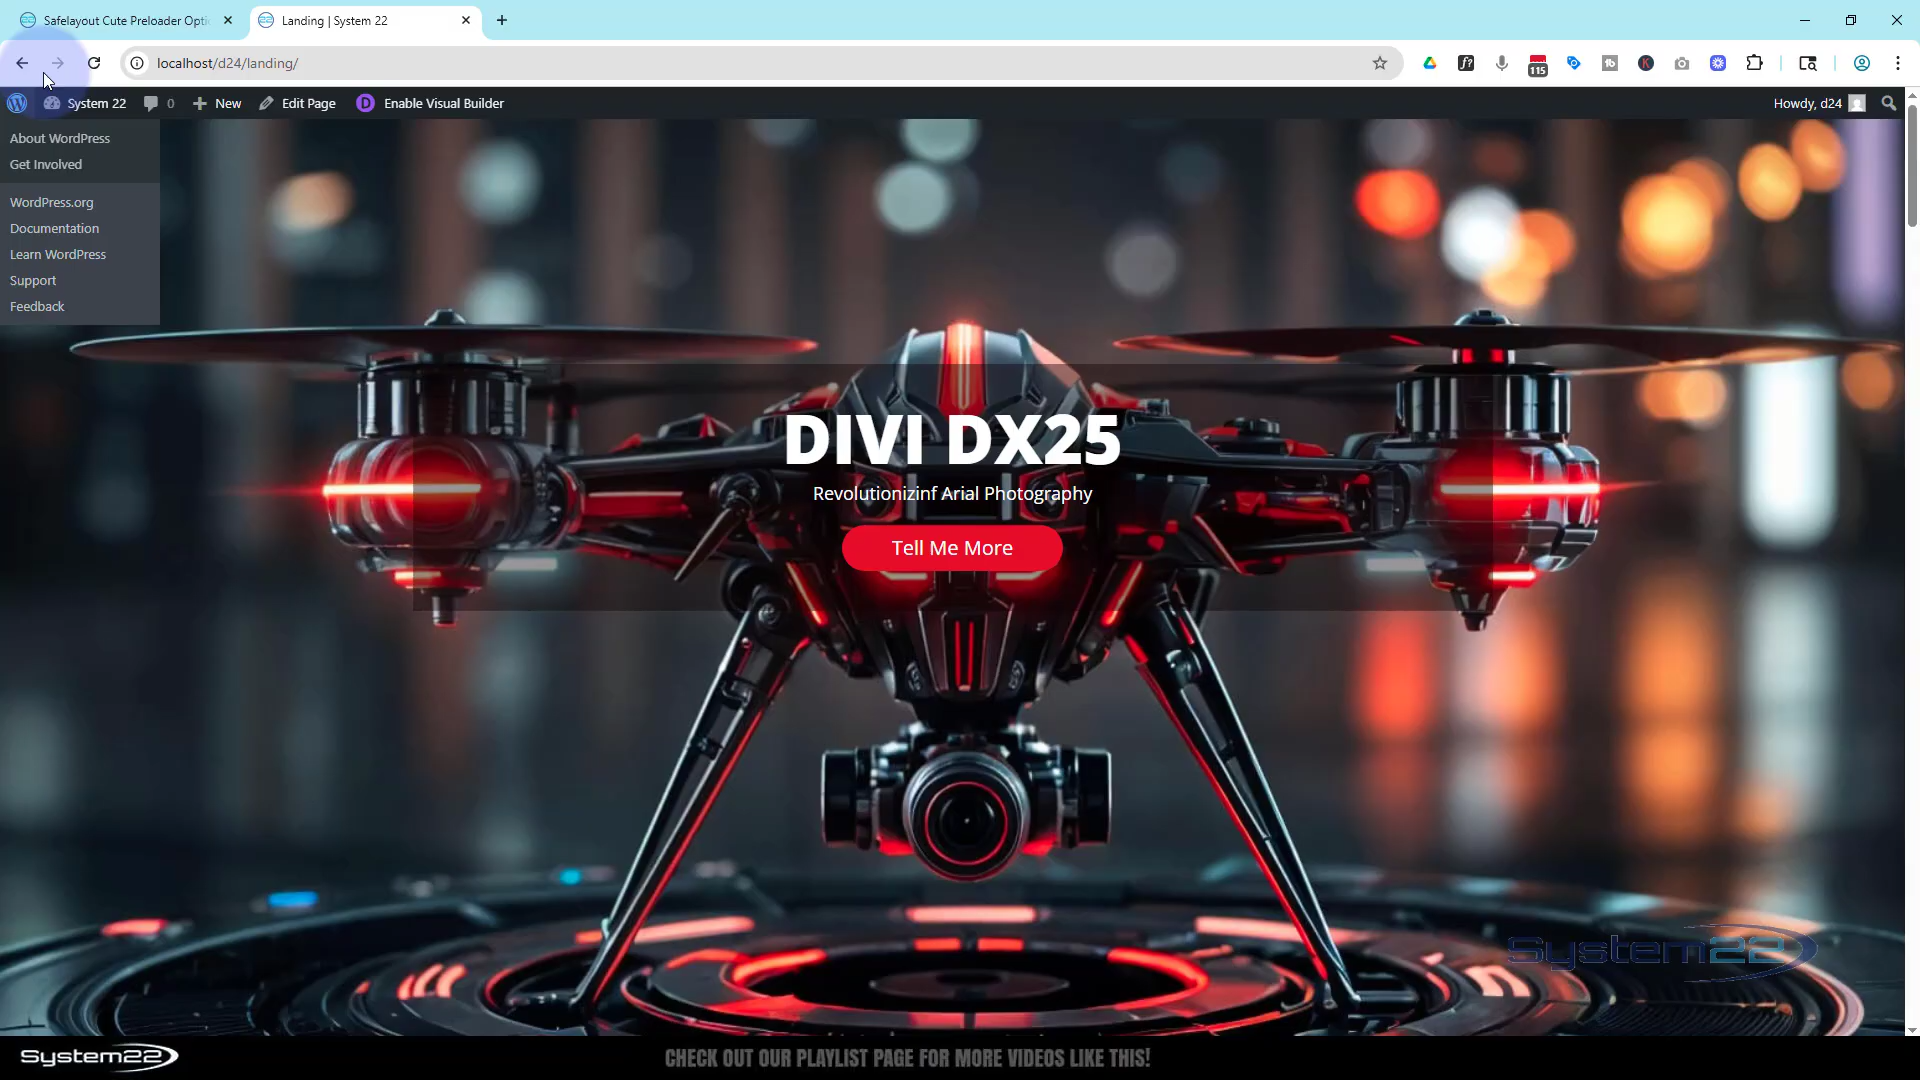 Safelayout Cute Preloader Opti
Landing | System 22
localhost/d24/landing/
115
System 22
0
New
Edit Page
D
Enable Visual Builder
Howdy, d24
About WordPress
Get Involved
WordPress.org
Documentation
Learn WordPress
Support
Feedback
DIVI DX25
Revolutionizinf Arial Photography
Tell Me More
System22
System22
CHECK OUT OUR PLAYLIST PAGE FOR MORE VIDEOS LIKE THIS!